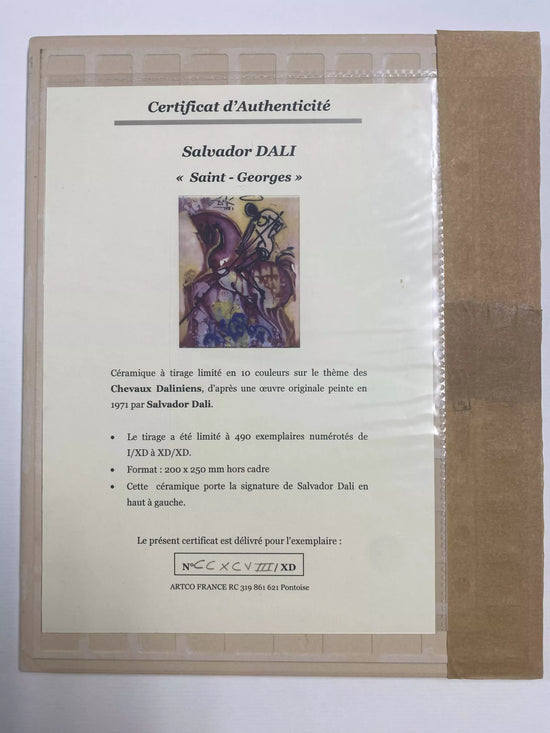 Certificat d'Authenticité
Salvador DALI
« Saint - Georges »
Céramique à tirage limité en 10 couleurs sur le thème des
Chevaux Daliniens, d'après une œuvre originale peinte en
1971 par Salvador Dali.
• Le tirage a été limité à 490 exemplaires numérotés de
I/XD à XD/XD.
• Format : 200 x 250 mm hors cadre
• Cette céramique porte la signature de Salvador Dali en
haut à gauche.
Le présent certificat est délivré pour l'exemplaire :
N° CCXCVIII/ XD
ARTCO FRANCE RC 319 861 621 Pontoise